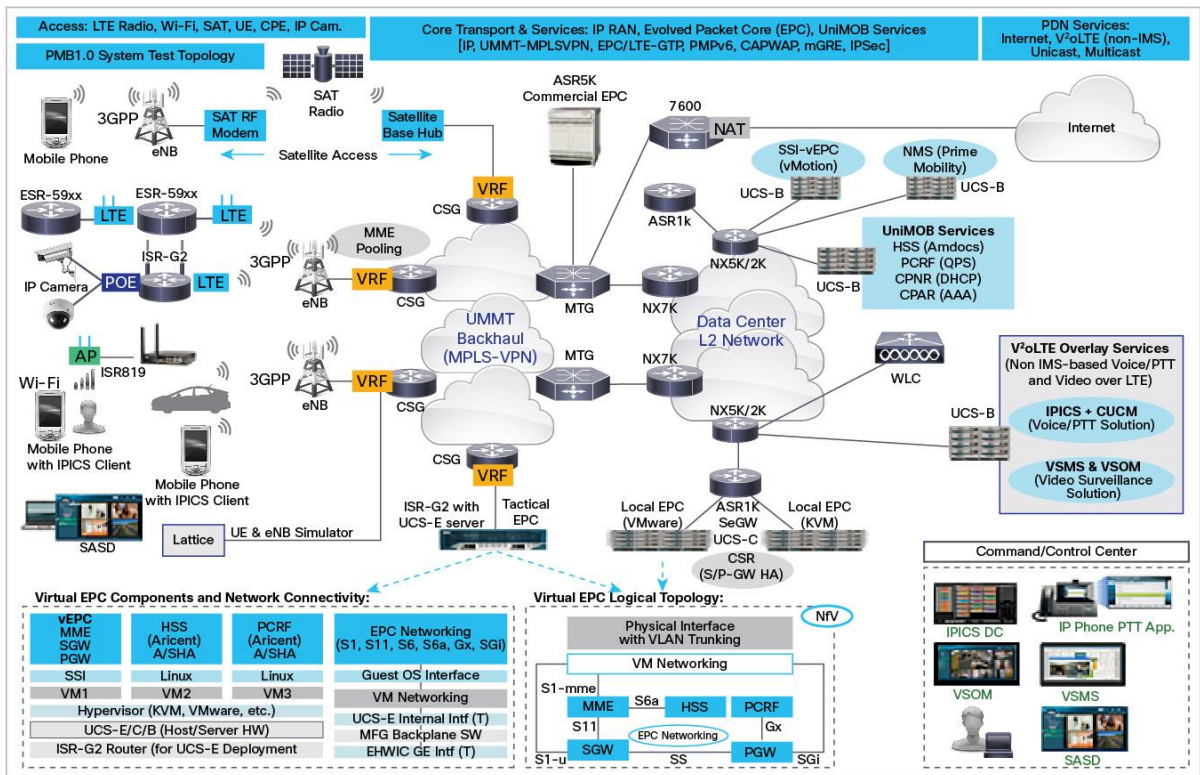 Access: LTE Radio, Wi-Fi, SAT, UE, CPE, IP Cam.
PMB1.0 System Test Topology
Core Transport & Services: IP RAN, Evolved Packet Core (EPC), UniMOB Services
[IP, UMMT-MPLSVPN, EPC/LTE-GTP, PMPv6, CAPWAP, mGRE, IPSec]
PDN Services:
Internet, V²oLTE (non-IMS),
Unicast, Multicast
Mobile Phone
3GPP
eNB
SAT RF
Modem
SAT
Radio
Satellite
Base Hub
Satellite Access
ASR5K
Commercial EPC
7600
NAT
Internet
ESR-59xx
LTE
ESR-59xx
LTE
ISR-G2
IP Camera
POE
LTE
3GPP
eNB
MME
Pooling
VRF
CSG
VRF
CSG
SSI-vEPC
(vMotion)
UCS-B
NMS (Prime
Mobility)
UCS-B
ASR1k
NX5K/2K
UCS-B
UniMOB Services
HSS (Amdocs)
PCRF (QPS)
CPNR (DHCP)
CPAR (AAA)
MTG
NX7K
UMMT
Backhaul
(MPLS-VPN)
Data Center
L2 Network
MTG
NX7K
WLC
NX5K/2K
AP
ISR819
Wi-Fi
Mobile Phone
with IPICS Client
Mobile Phone
with IPICS Client
3GPP
eNB
VRF
CSG
CSG
VRF
V²oLTE Overlay Services
(Non IMS-based Voice/PTT
and Video over LTE)
UCS-B
IPICS + CUCM
(Voice/PTT Solution)
VSMS & VSOM
(Video Surveillance
Solution)
SASD
Lattice
UE & eNB Simulator
ISR-G2 with
UCS-E server
Tactical
EPC
Local EPC
(VMware)
ASR1K
SeGW
UCS-C
Local EPC
(KVM)
CSR
(S/P-GW HA)
Command/Control Center
IPICS DC
IP Phone PTT App.
VSOM
VSMS
SASD
Virtual EPC Components and Network Connectivity:
vEPC
MME
SGW
PGW
HSS
(Aricent)
A/SHA
PCRF
(Aricent)
A/SHA
EPC Networking
(S1, S11, S6, S6a, Gx, SGi)
SSI
Linux
Linux
Guest OS Interface
VM1
VM2
VM3
VM Networking
Hypervisor (KVM, VMware, etc.)
UCS-E/C/B (Host/Server HW)
ISR-G2 Router (for UCS-E Deployment
UCS-E Internal Intf (T)
MFG Backplane SW
EHWIC GE Intf (T)
Virtual EPC Logical Topology:
NfV
Physical Interface
with VLAN Trunking
VM Networking
S1-mme
MME
S6a
HSS
PCRF
S11
EPC Networking
Gx
SGW
PGW
S1-u
SS
SGi